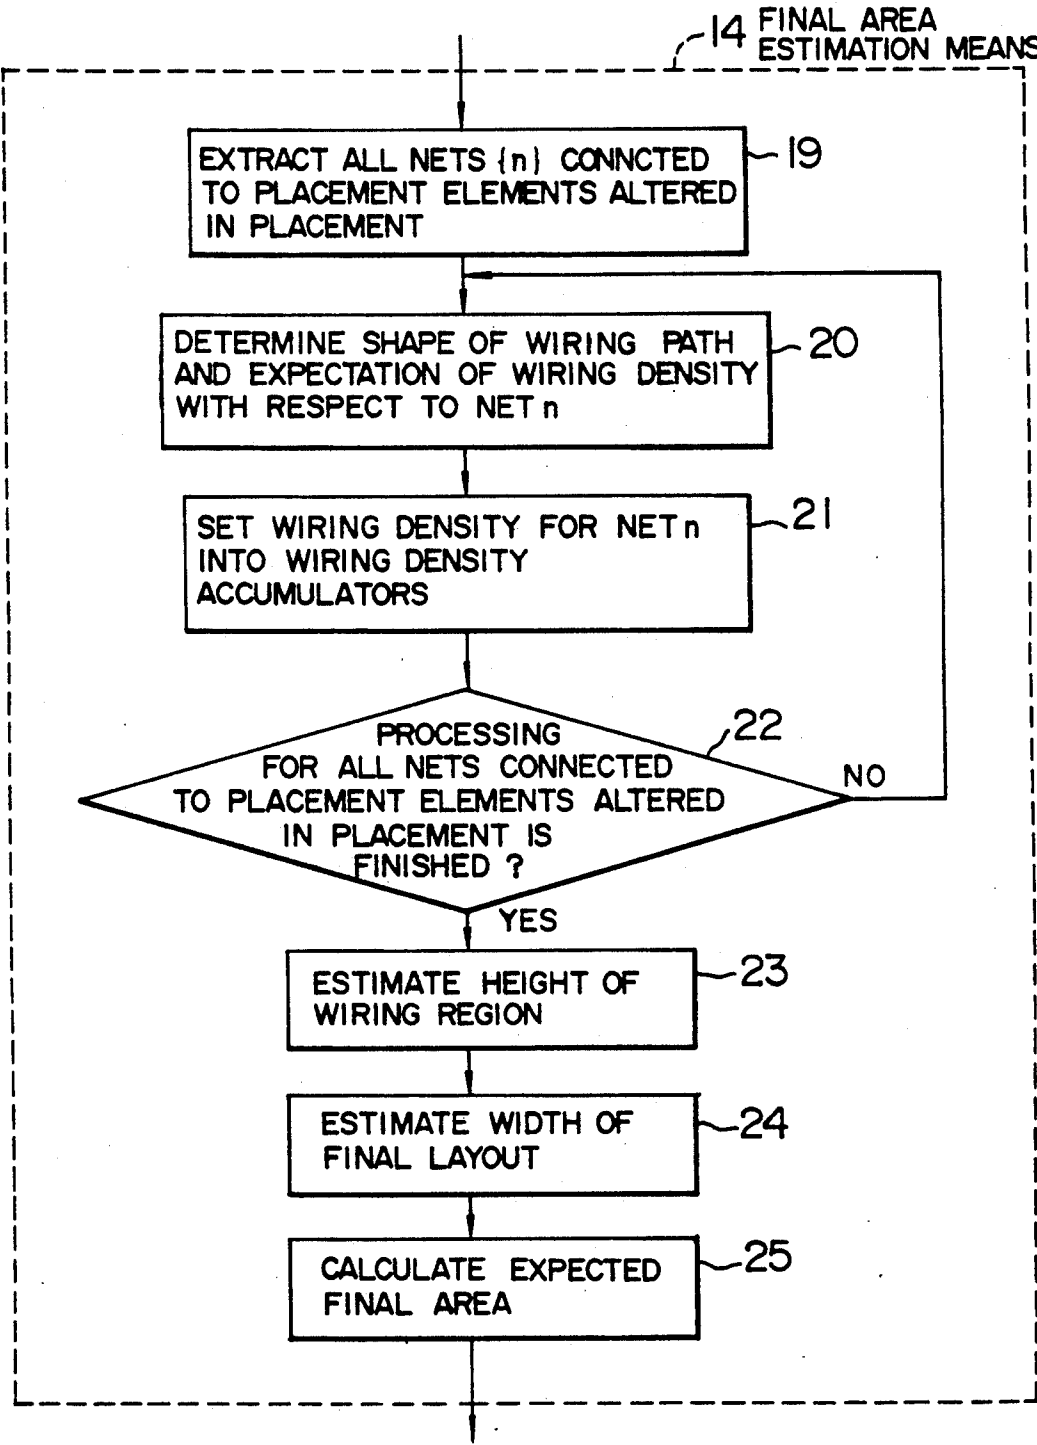 14 FINAL AREA
ESTIMATION MEANS
EXTRACT ALL NETS {n} CONNCTED
TO PLACEMENT ELEMENTS ALTERED
IN PLACEMENT
19
DETERMINE SHAPE OF WIRING PATH
AND EXPECTATION OF WIRING DENSITY
WITH RESPECT TO NET n
20
SET WIRING DENSITY FOR NET n
INTO WIRING DENSITY
ACCUMULATORS
21
PROCESSING
FOR ALL NETS CONNECTED
TO PLACEMENT ELEMENTS ALTERED
IN PLACEMENT IS
FINISHED ?
22
NO
YES
ESTIMATE HEIGHT OF
WIRING REGION
23
ESTIMATE WIDTH OF
FINAL LAYOUT
24
CALCULATE EXPECTED
FINAL AREA
25